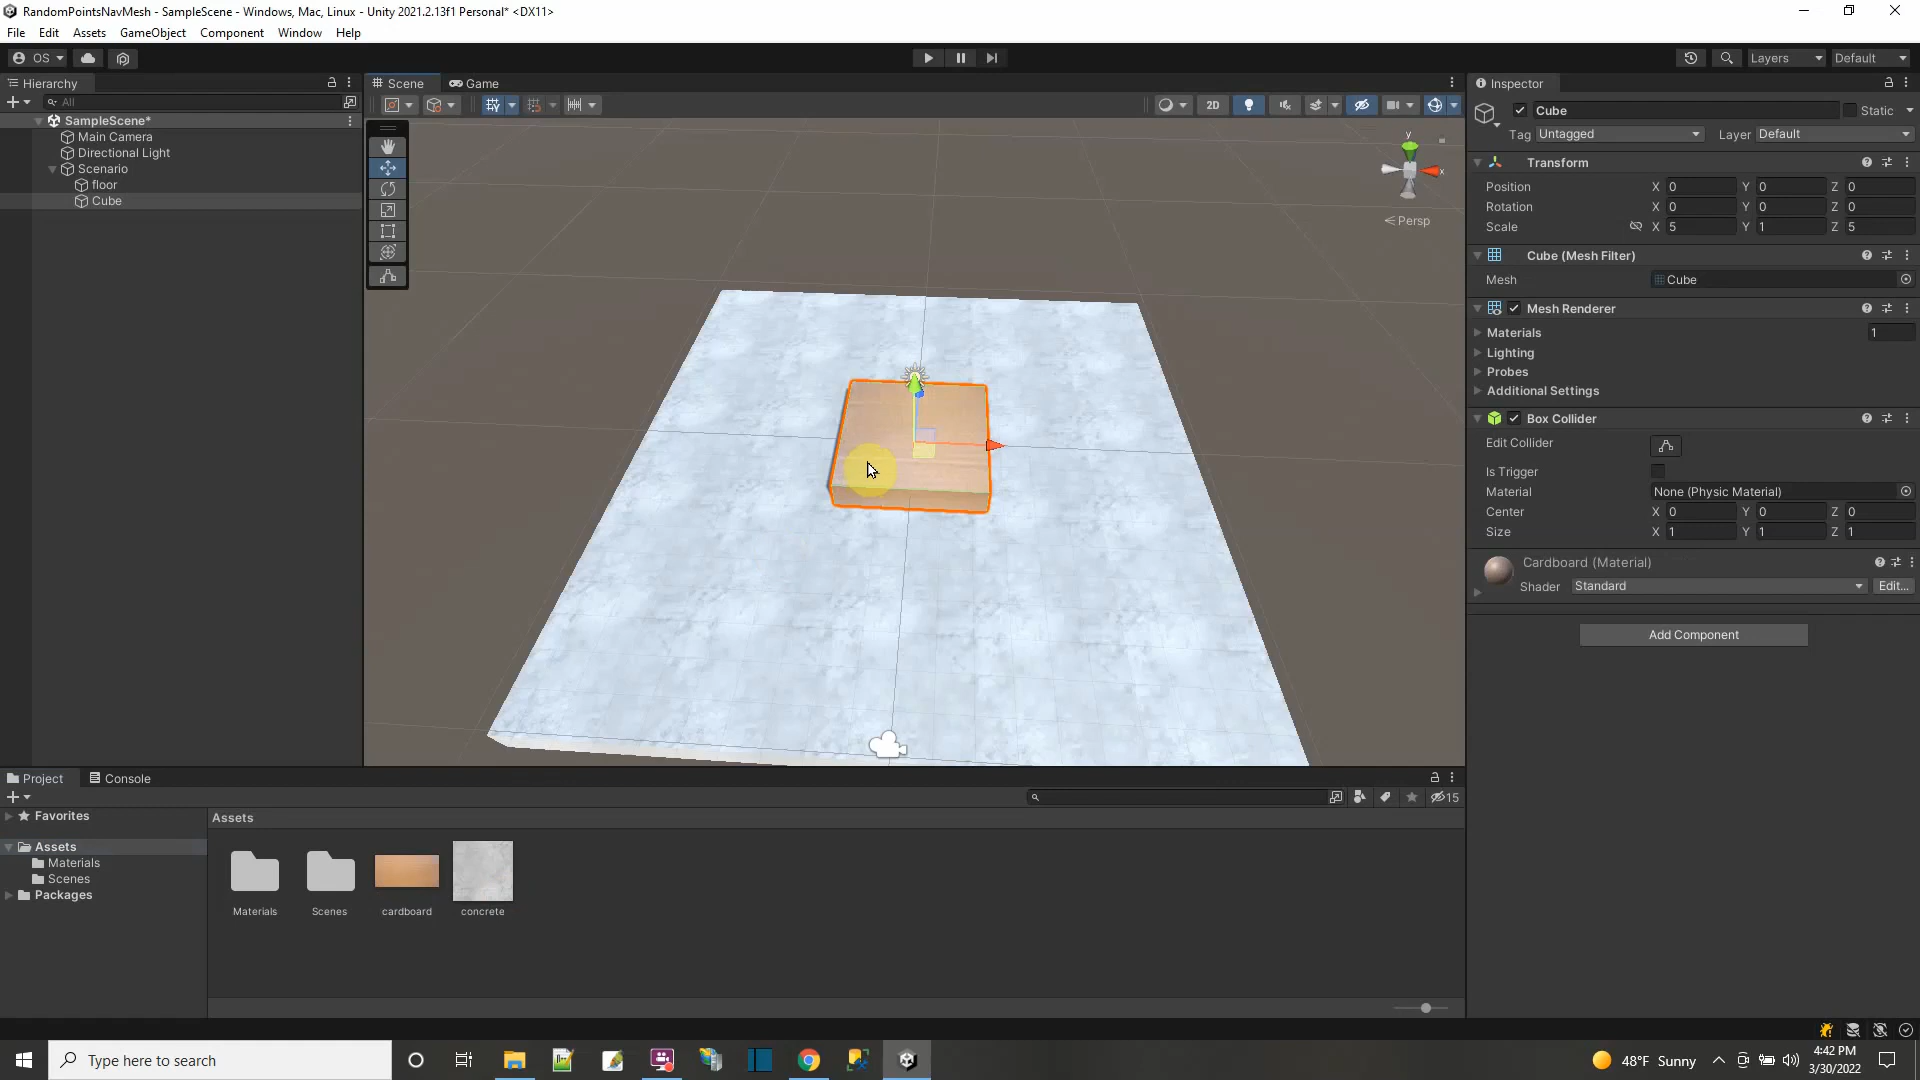 RandomPointsNavMesh - SampleScene - Windows, Mac, Linux - Unity 2021.2.13f1 Personal* <DX11>
File Edit Assets GameObject Component Window Help
OS
Layers Default
Hierarchy
All
SampleScene*
Main Camera
Directional Light
Scenario
floor
Cube
Scene Game
2D
y
x
Persp
Inspector
Cube Static
Tag Untagged Layer Default
Transform
Position X 0 Y 0 Z 0
Rotation X 0 Y 0 Z 0
Scale X 5 Y 1 Z 5
Cube (Mesh Filter)
Mesh Cube
Mesh Renderer
Materials 1
Lighting
Probes
Additional Settings
Box Collider
Edit Collider
Is Trigger
Material None (Physic Material)
Center X 0 Y 0 Z 0
Size X 1 Y 1 Z 1
Cardboard (Material)
Shader Standard Edit...
Add Component
Project Console
15
Favorites
Assets
Materials
Scenes
Packages
Assets
Materials Scenes cardboard concrete
Type here to search
48°F Sunny
4:42 PM
3/30/2022